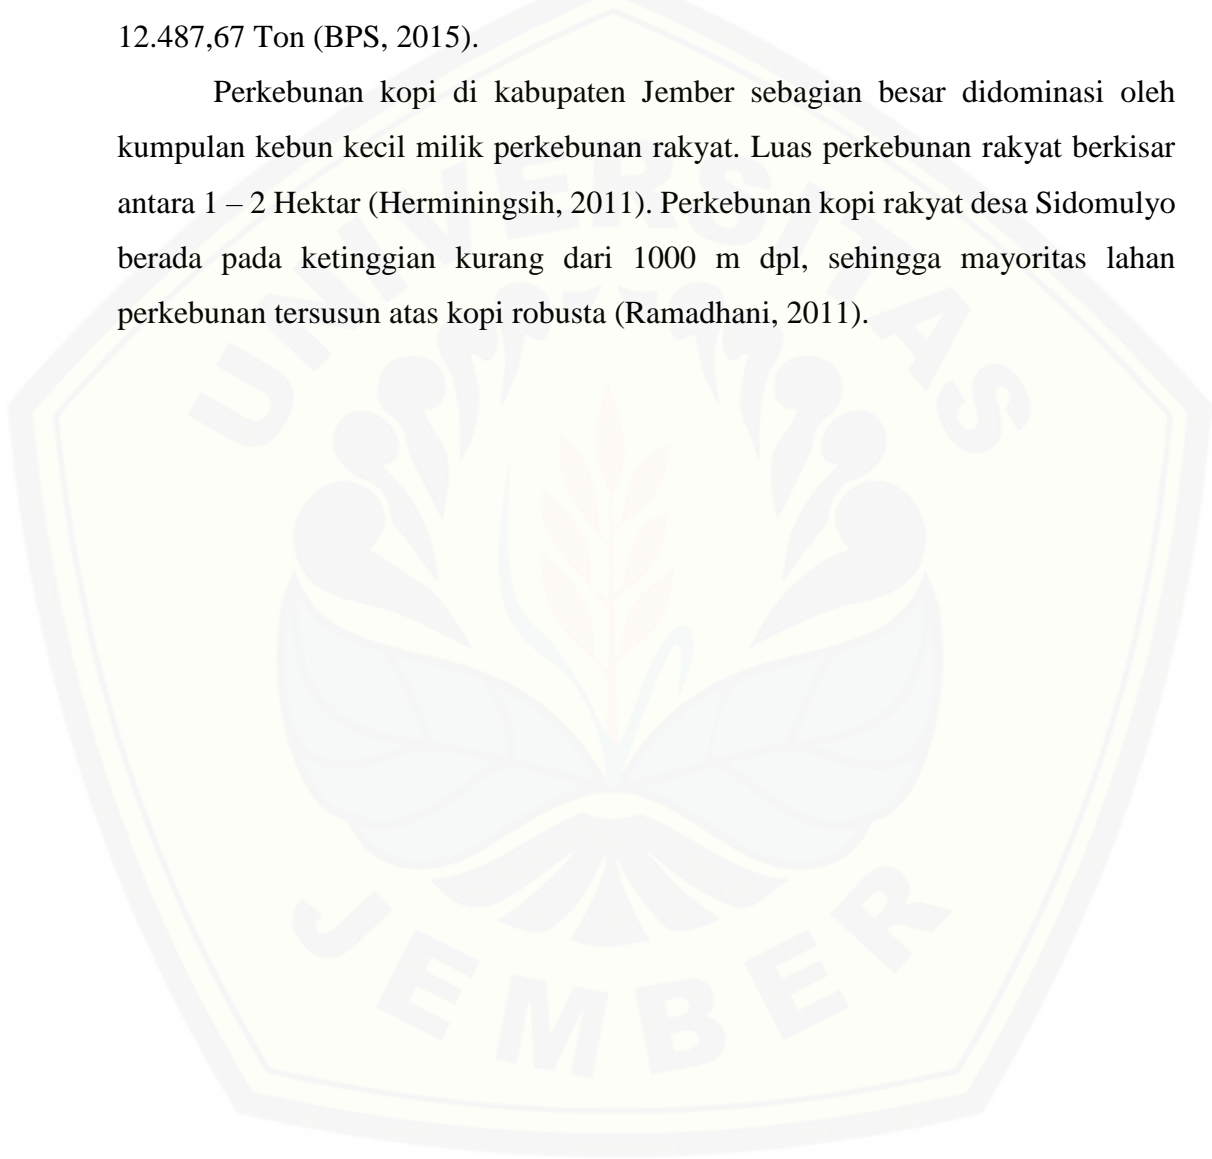 12.487,67 Ton (BPS, 2015).
Perkebunan kopi di kabupaten Jember sebagian besar didominasi oleh
kumpulan kebun kecil milik perkebunan rakyat. Luas perkebunan rakyat berkisar
antara 1 – 2 Hektar (Herminingsih, 2011). Perkebunan kopi rakyat desa Sidomulyo
berada pada ketinggian kurang dari 1000 m dpl, sehingga mayoritas lahan
perkebunan tersusun atas kopi robusta (Ramadhani, 2011).
UNIVERSITAS
JEMBER